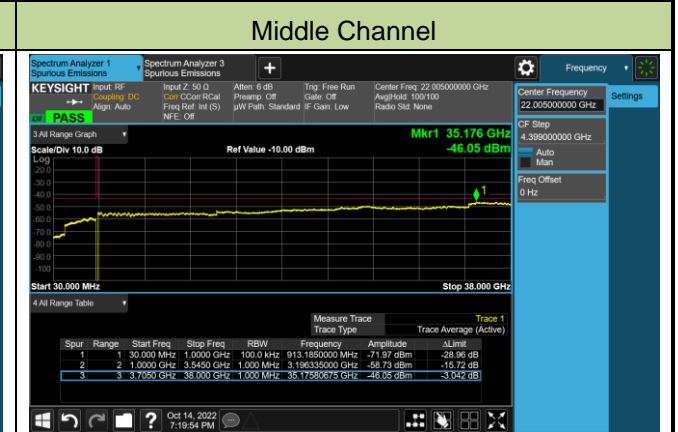 Middle Channel
Spectrum Analyzer 1
Spurious Emissions
Spectrum Analyzer 3
Spurious Emissions
Frequency
KEYSIGHT
Input: RF
Coupling: DC
Align: Auto
Input Z: 50 Ω
Corr CCorr RCal
Freq Ref: Int (S)
NFE: Off
Atten: 6 dB
Preamp: Off
µW Path: Standard
Trig: Free Run
Gate: Off
IF Gain: Low
Center Freq: 22.005000000 GHz
Avg|Hold: 100/100
Radio Std: None
PASS
Center Frequency
22.005000000 GHz
Settings
CF Step
4.399000000 GHz
Auto
Man
Freq Offset
0 Hz
3 All Range Graph
Mkr1 35.176 GHz
-46.05 dBm
Scale/Div 10.0 dB
Ref Value -10.00 dBm
Log
-20.0
-30.0
-40.0
-50.0
-60.0
-70.0
-80.0
-90.0
-100
1
Start 30.000 MHz
Stop 38.000 GHz
4 All Range Table
Measure Trace Trace 1
Trace Type Trace Average (Active)
Spur Range Start Freq Stop Freq RBW Frequency Amplitude ΔLimit
1 1 30.000 MHz 1.0000 GHz 100.0 kHz 913.1850000 MHz -71.97 dBm -28.96 dB
2 2 1.0000 GHz 3.5450 GHz 1.000 MHz 3.196335000 GHz -58.73 dBm -15.72 dB
3 3 3.7050 GHz 38.000 GHz 1.000 MHz 35.17580675 GHz -46.05 dBm -3.042 dB
Oct 14, 2022
7:19:54 PM